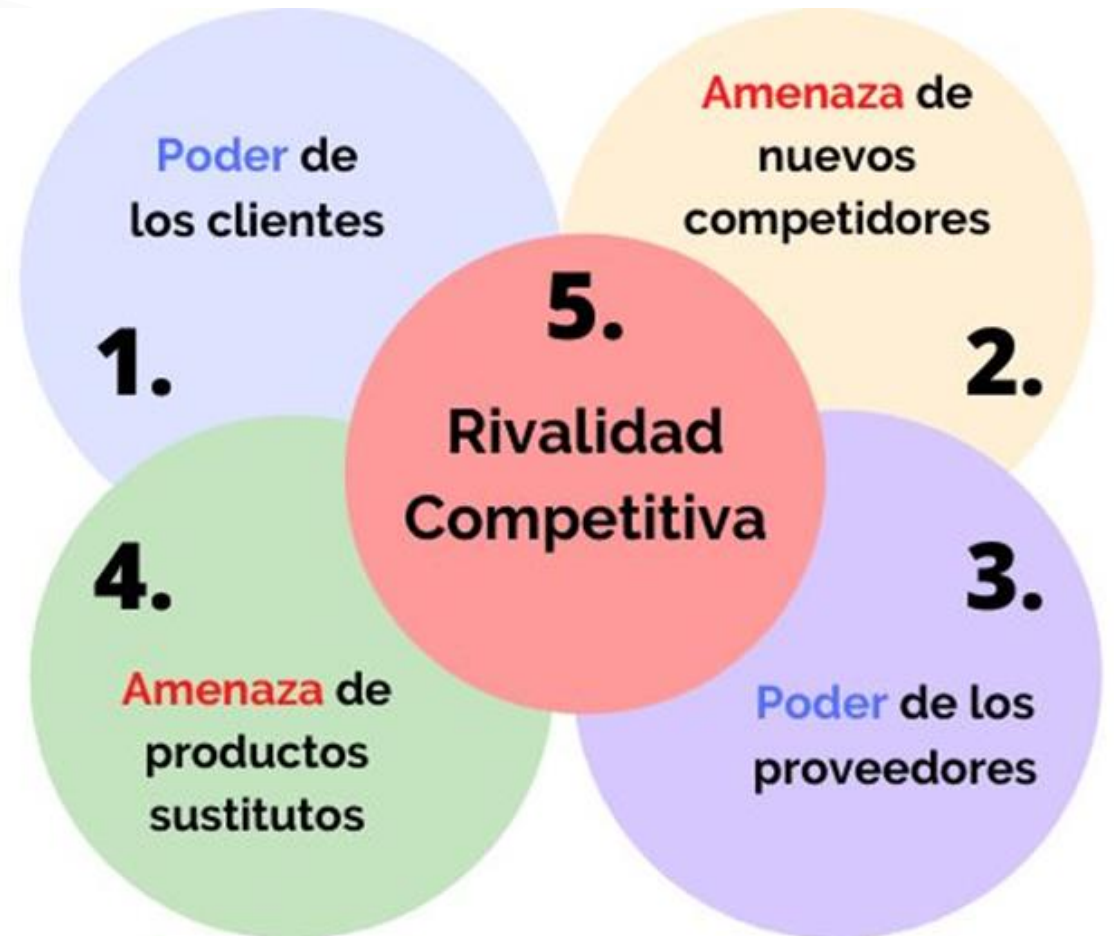 Poder de
los clientes
1.
Amenaza de
nuevos
competidores
2.
5.
Rivalidad
Competitiva
4.
Amenaza de
productos
sustitutos
3.
Poder de los
proveedores